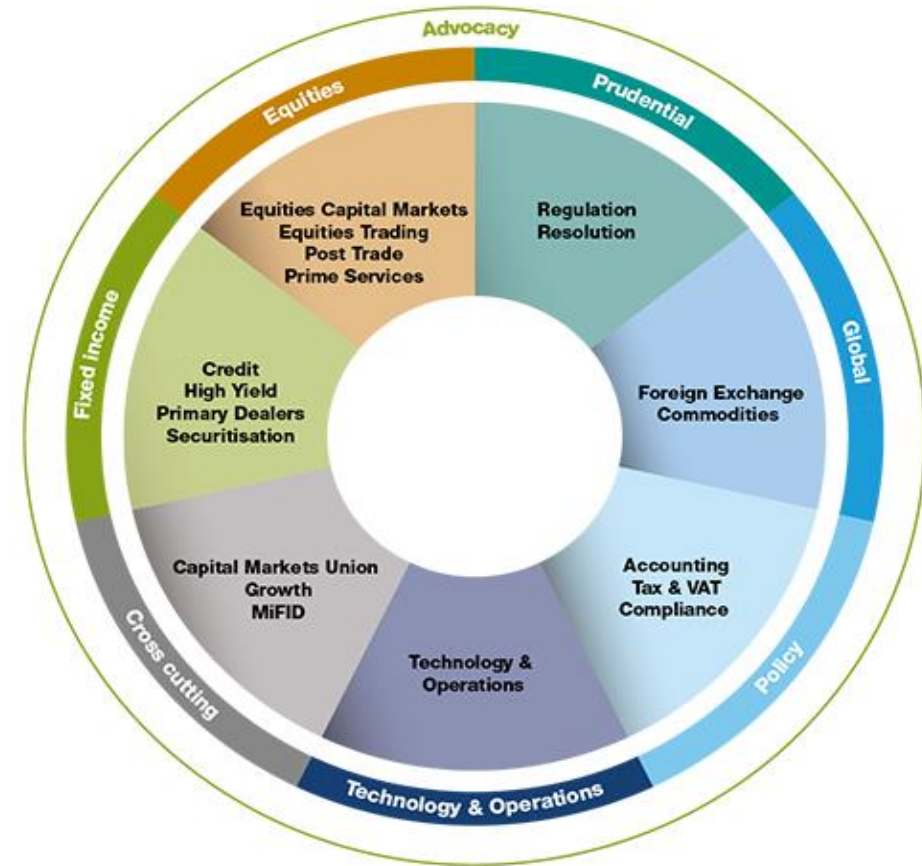 Advocacy
Equities
Prudential
Equities Capital Markets
Equities Trading
Post Trade
Prime Services
Regulation
Resolution
Fixed income
Global
Credit
High Yield
Primary Dealers
Securitisation
Foreign Exchange
Commodities
Capital Markets Union
Growth
MiFID
Accounting
Tax & VAT
Compliance
Technology &
Operations
Cross cutting
Policy
Technology & Operations